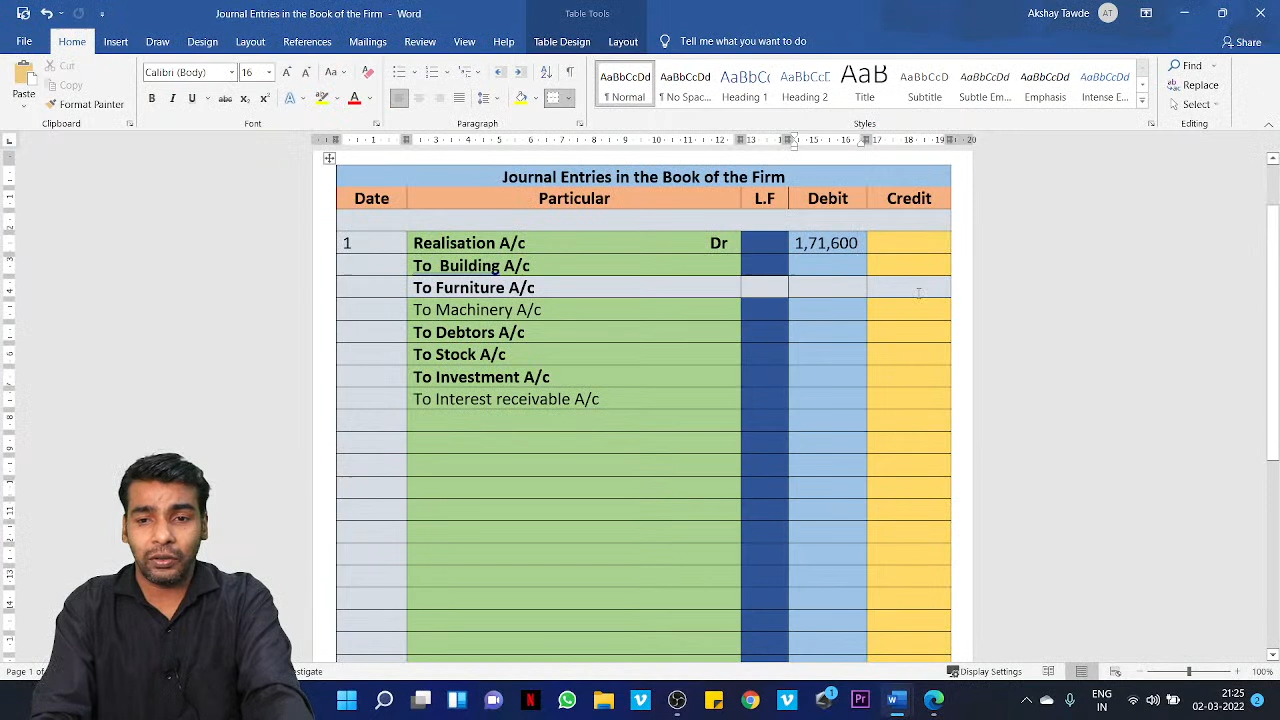 Journal Entries in the Book of the Firm - Word
Table Tools
Akshay Tawde AT
File Home Insert Draw Design Layout References Mailings Review View Help Table Design Layout Tell me what you want to do Share
Paste
Cut
Copy
Format Painter
Calibri (Body) 16
AaBbCcDd AaBbCcDd AaBbCc AaBbCcE AaB AaBbCcD AaBbCcDd AaBbCcDd AaBbCcDd
¶ Normal ¶ No Spac... Heading 1 Heading 2 Title Subtitle Subtle Em... Emphasis Intense E...
Find
Replace
Select
Clipboard Font Paragraph Styles Editing
Journal Entries in the Book of the Firm
Date Particular L.F Debit Credit
1 Realisation A/c Dr 1,71,600
To Building A/c
To Furniture A/c
To Machinery A/c
To Debtors A/c
To Stock A/c
To Investment A/c
To Interest receivable A/c
Page 1 of
Display Settings 100%
ENG
IN
21:25
02-03-2022
2